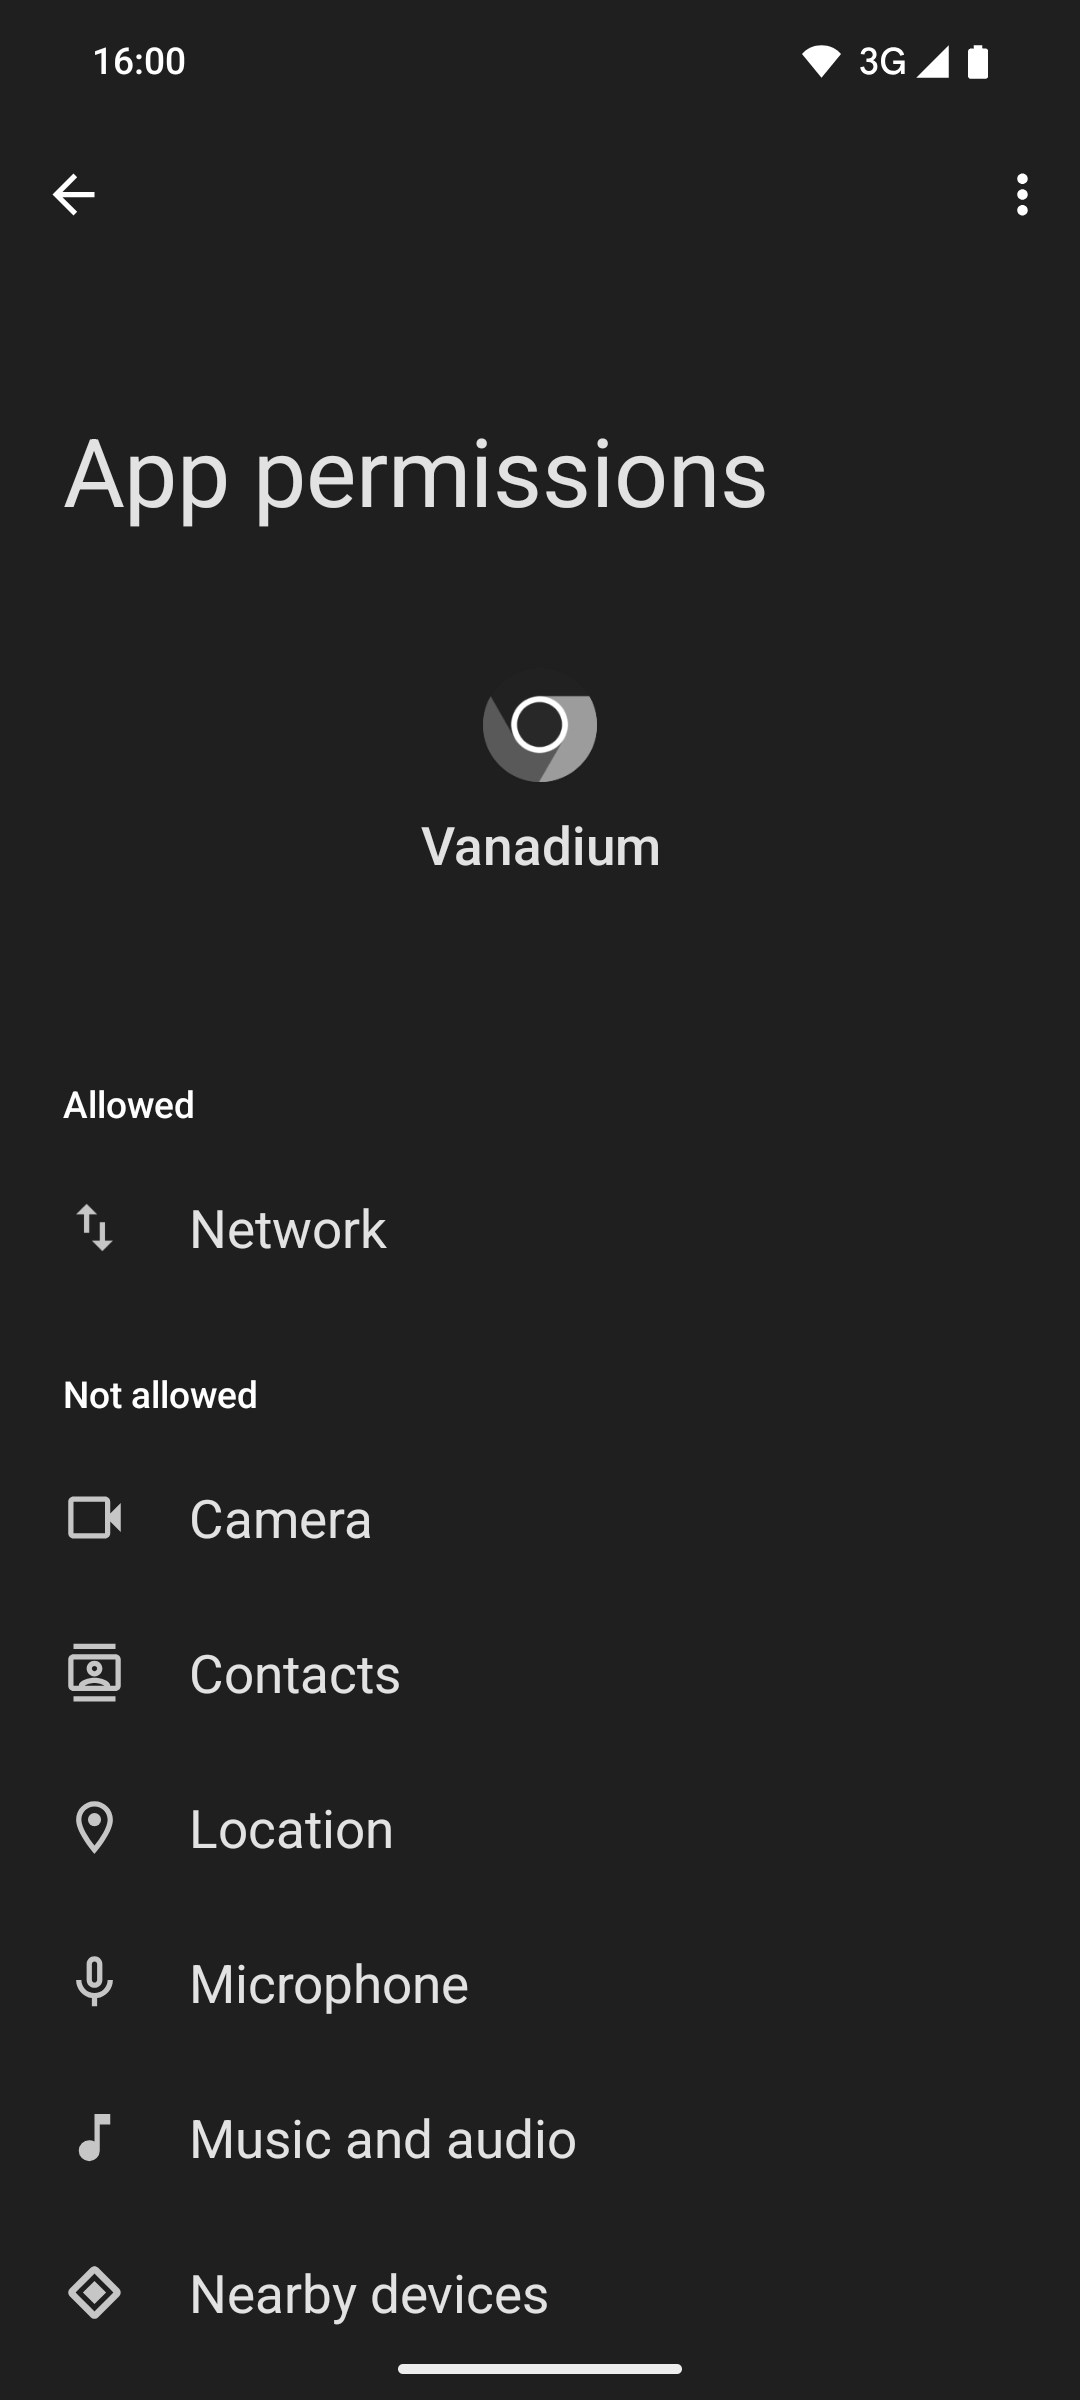 16:00
3G
App permissions
Vanadium
Allowed
Network
Not allowed
Camera
Contacts
Location
Microphone
Music and audio
Nearby devices